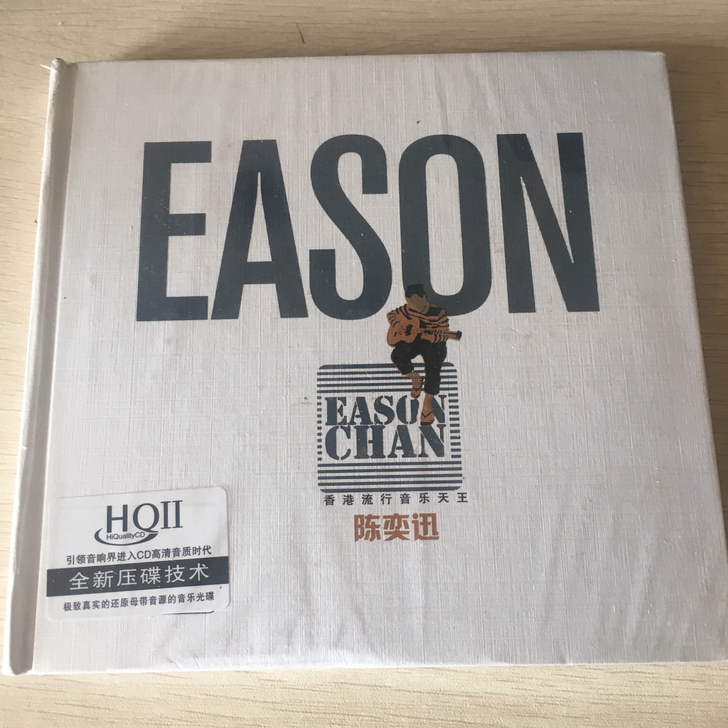 EASON
EASON
CHAN
香港流行音乐天王
陈奕迅
HQII
HiQualityCD
引领音响界进入CD高清音质时代
全新压碟技术
极致真实的还原母带音源的音乐光碟